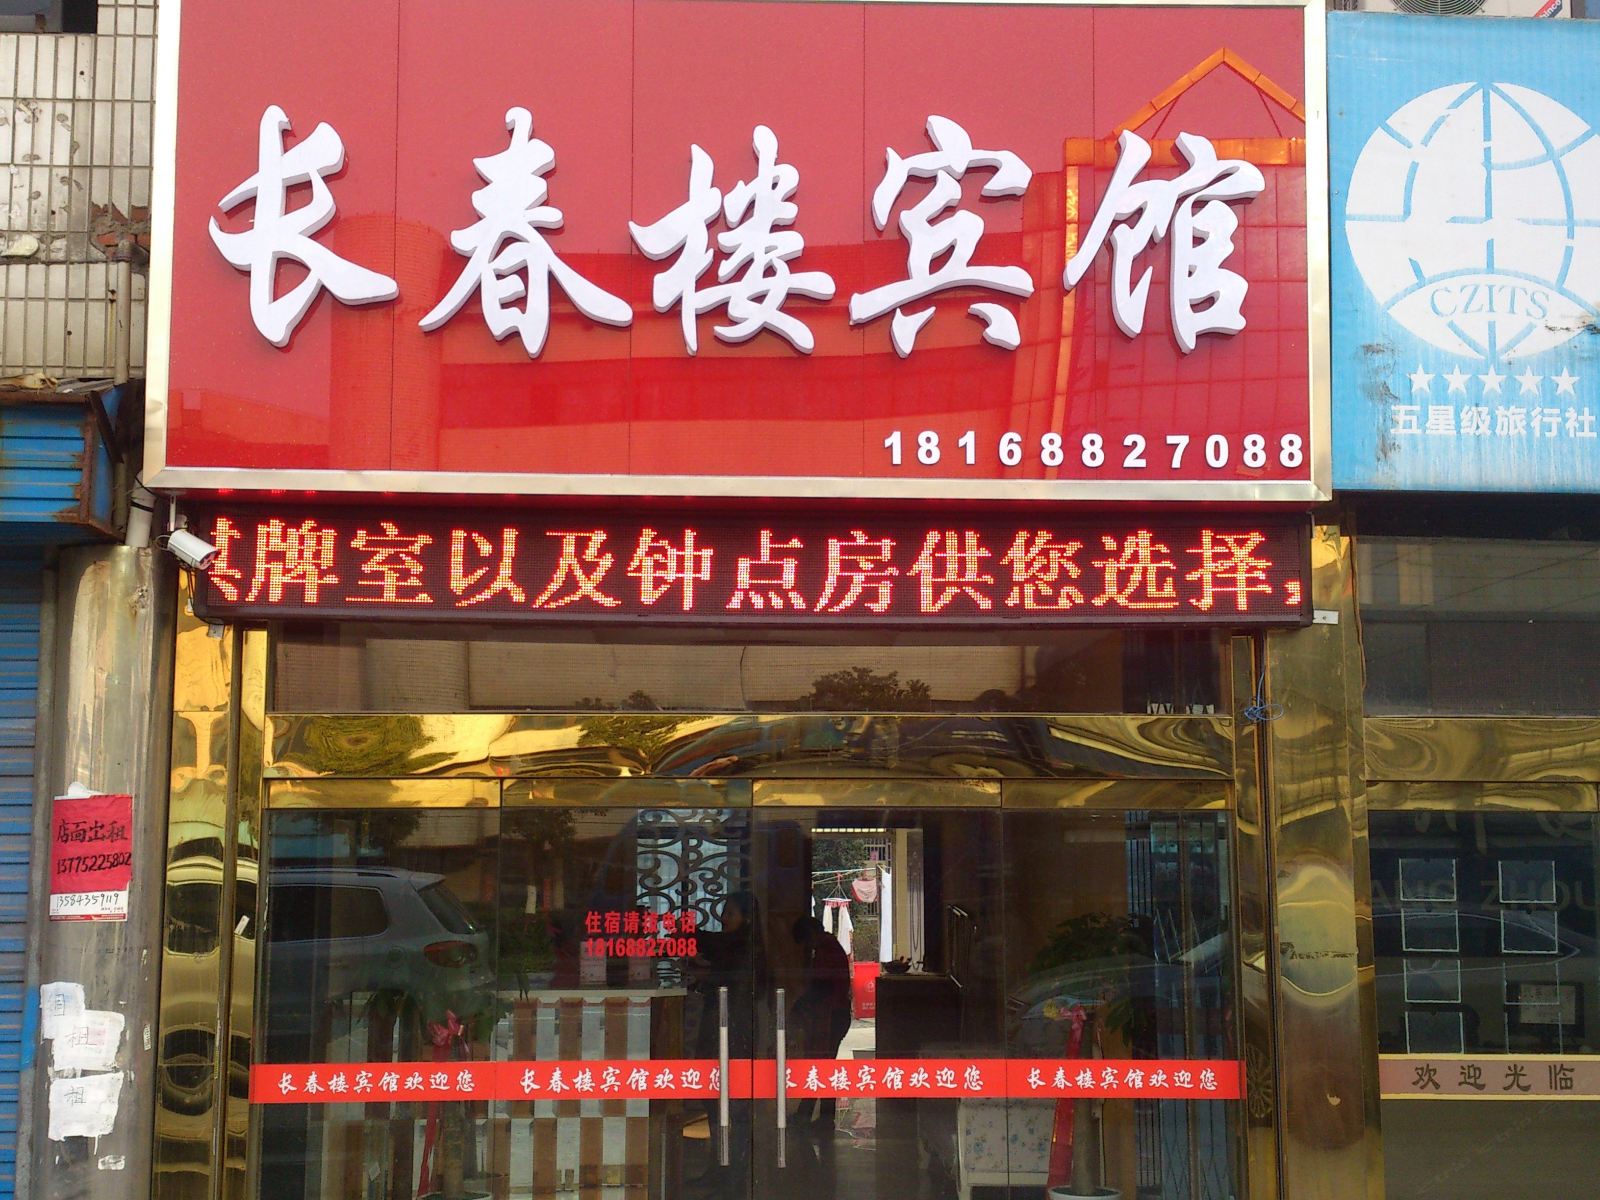 长春楼宾馆
18168827088
CZITS
五星级旅行社
棋牌室以及钟点房供您选择
店面出租
13775225802
13584359119
住宿请拨电话
18168827088
长春楼宾馆欢迎您 长春楼宾馆欢迎您 长春楼宾馆欢迎您 长春楼宾馆欢迎您
欢迎光临
租
租